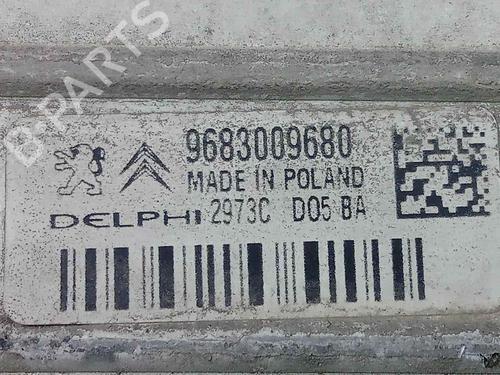 B-PARTS
9683009680
MADE IN POLAND
DELPHI 2973C D05 BA